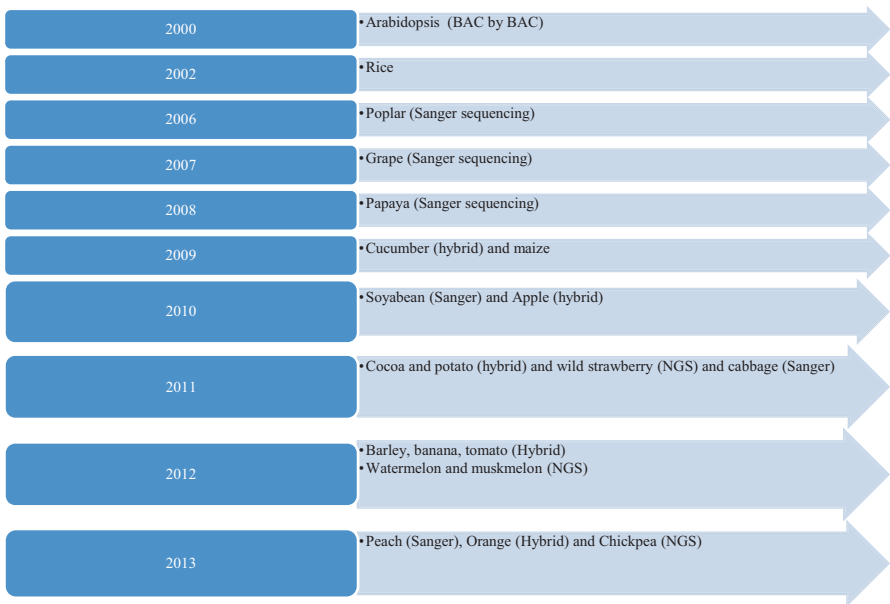 2000
•Arabidopsis (BAC by BAC)
2002
•Rice
2006
•Poplar (Sanger sequencing)
2007
•Grape (Sanger sequencing)
2008
•Papaya (Sanger sequencing)
2009
•Cucumber (hybrid) and maize
2010
•Soyabean (Sanger) and Apple (hybrid)
2011
•Cocoa and potato (hybrid) and wild strawberry (NGS) and cabbage (Sanger)
2012
•Barley, banana, tomato (Hybrid)
•Watermelon and muskmelon (NGS)
2013
•Peach (Sanger), Orange (Hybrid) and Chickpea (NGS)